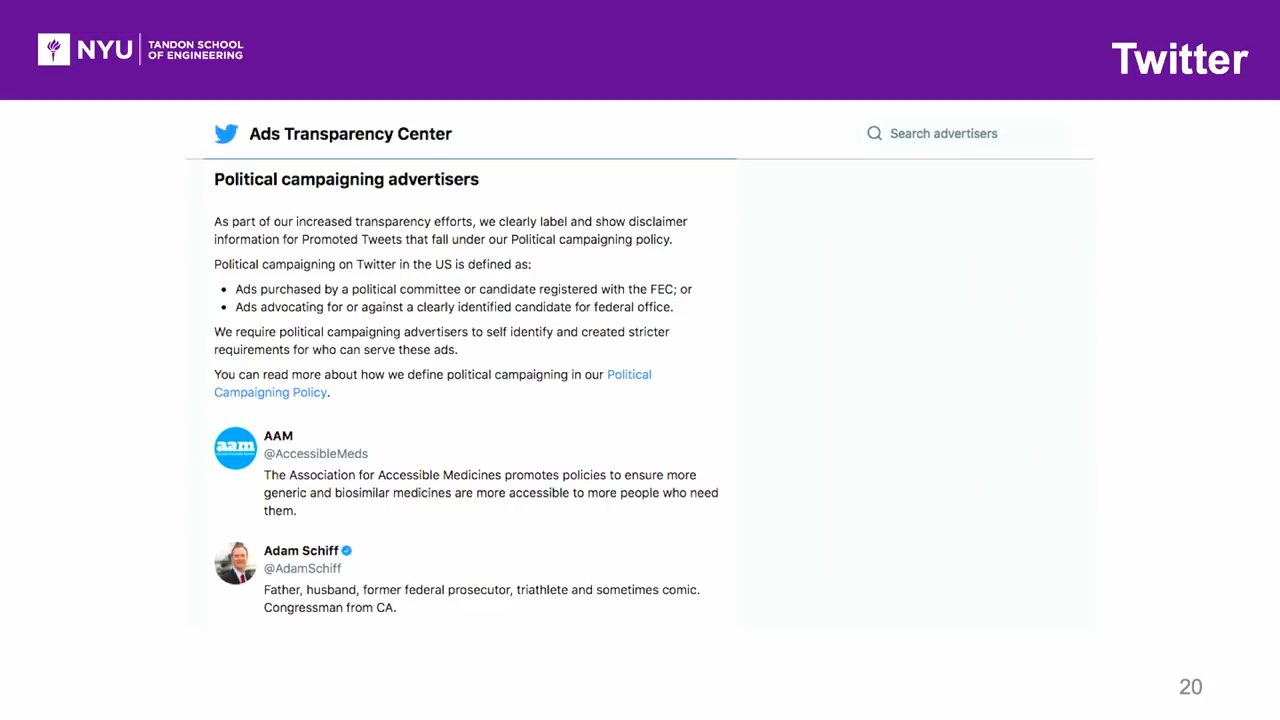 NYU
TANDON SCHOOL
OF ENGINEERING
Twitter
Ads Transparency Center
Search advertisers
Political campaigning advertisers
As part of our increased transparency efforts, we clearly label and show disclaimer
information for Promoted Tweets that fall under our Political campaigning policy.
Political campaigning on Twitter in the US is defined as:
• Ads purchased by a political committee or candidate registered with the FEC; or
• Ads advocating for or against a clearly identified candidate for federal office.
We require political campaigning advertisers to self identify and created stricter
requirements for who can serve these ads.
You can read more about how we define political campaigning in our Political
Campaigning Policy.
aam
AAM
@AccessibleMeds
The Association for Accessible Medicines promotes policies to ensure more
generic and biosimilar medicines are more accessible to more people who need
them.
Adam Schiff
@AdamSchiff
Father, husband, former federal prosecutor, triathlete and sometimes comic.
Congressman from CA.
20